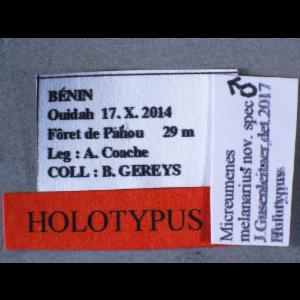 BÉNIN
Ouidah 17. X. 2014
Fôret de Pahou 29 m
Leg : A. Coache
COLL : B. GEREYS
HOLOTYPUS
♂
Micreumenes
melanarius nov. spec
J.Gusenleitner det.2017
Holotypus